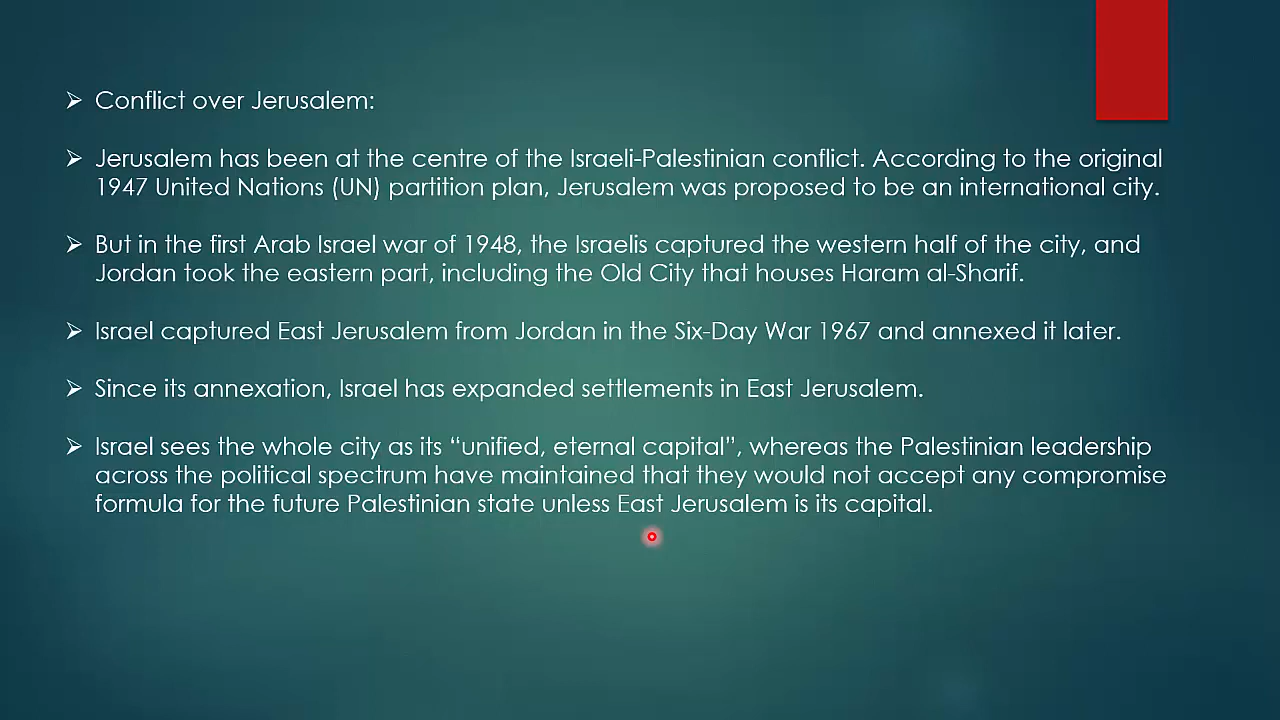 ➢ Conflict over Jerusalem:
➢ Jerusalem has been at the centre of the Israeli-Palestinian conflict. According to the original
1947 United Nations (UN) partition plan, Jerusalem was proposed to be an international city.
➢ But in the first Arab Israel war of 1948, the Israelis captured the western half of the city, and
Jordan took the eastern part, including the Old City that houses Haram al-Sharif.
➢ Israel captured East Jerusalem from Jordan in the Six-Day War 1967 and annexed it later.
➢ Since its annexation, Israel has expanded settlements in East Jerusalem.
➢ Israel sees the whole city as its “unified, eternal capital”, whereas the Palestinian leadership
across the political spectrum have maintained that they would not accept any compromise
formula for the future Palestinian state unless East Jerusalem is its capital.